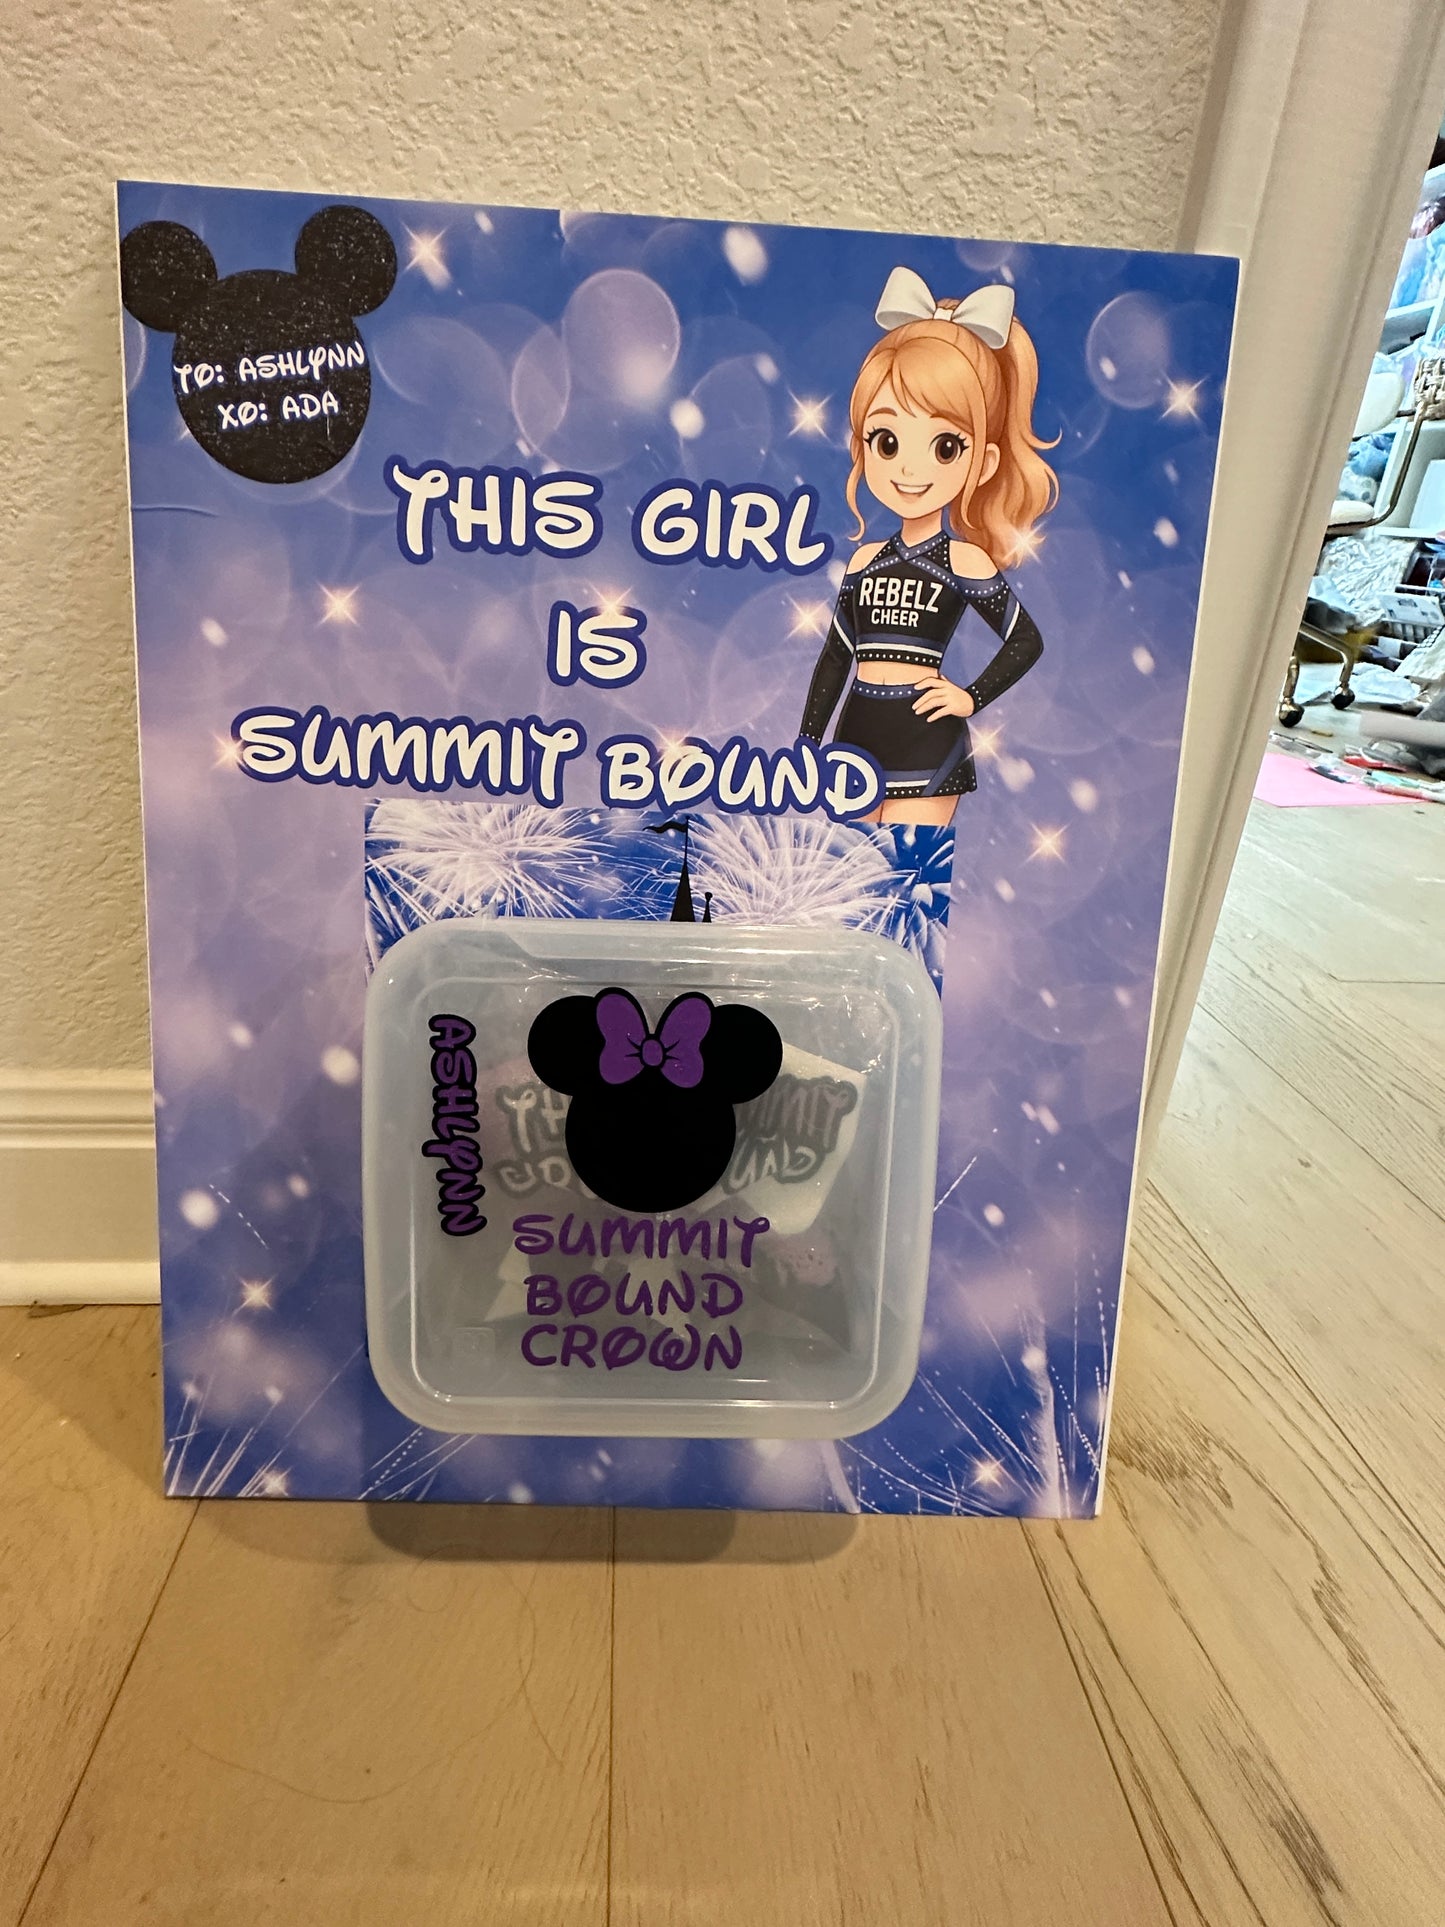 TO: ASHLYNN
XO: ADA
THIS GIRL
IS
SUMMIT BOUND
REBELZ
CHEER
ASHLYNN
SUMMIT
BOUND
CROWN